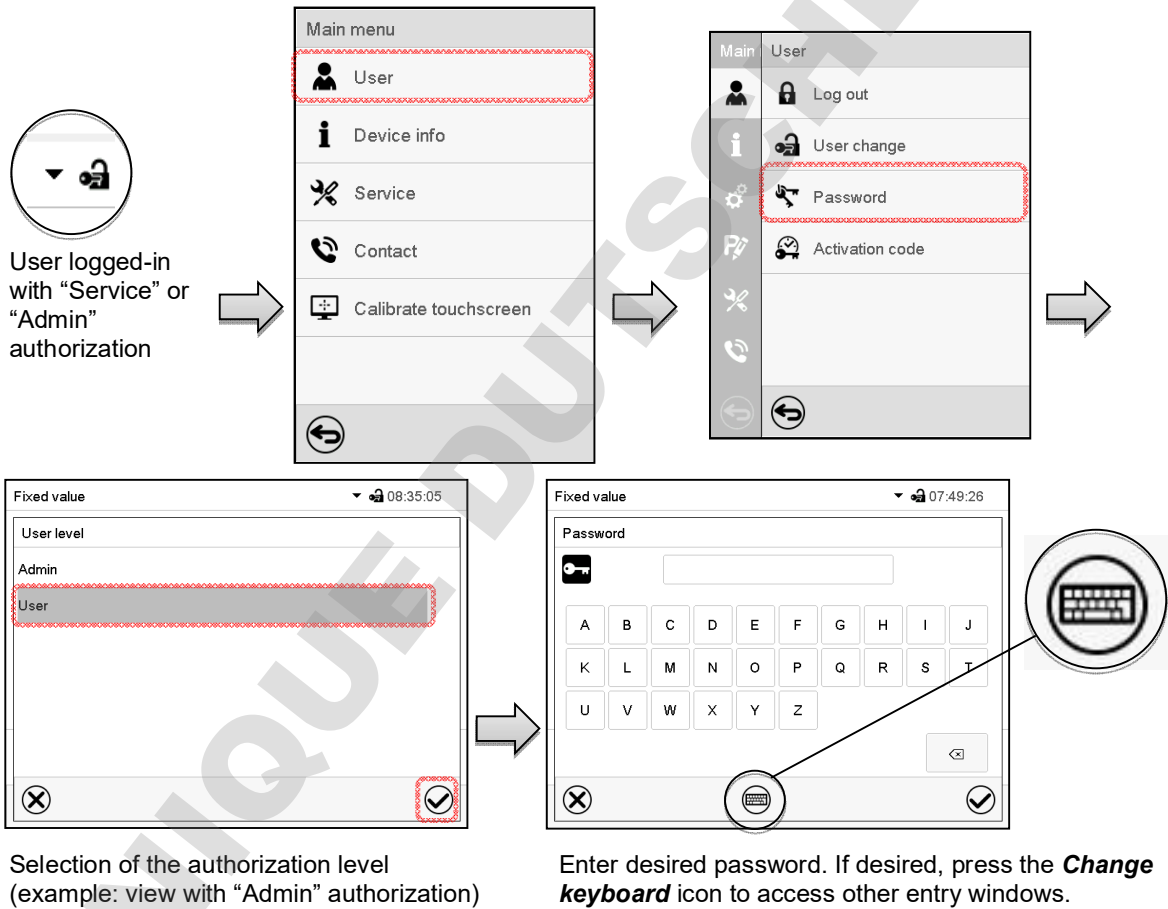 Main menu
User
Device info
Service
Contact
Calibrate touchscreen
User logged-in
with “Service” or
“Admin”
authorization
Main
User
Log out
User change
Password
Activation code
Fixed value
08:35:05
User level
Admin
User
Selection of the authorization level
(example: view with “Admin” authorization)
Fixed value
07:49:26
Password
A B C D E F G H I J
K L M N O P Q R S T
U V W X Y Z
Enter desired password. If desired, press the Change
keyboard icon to access other entry windows.
NIQUE DUTSCHE